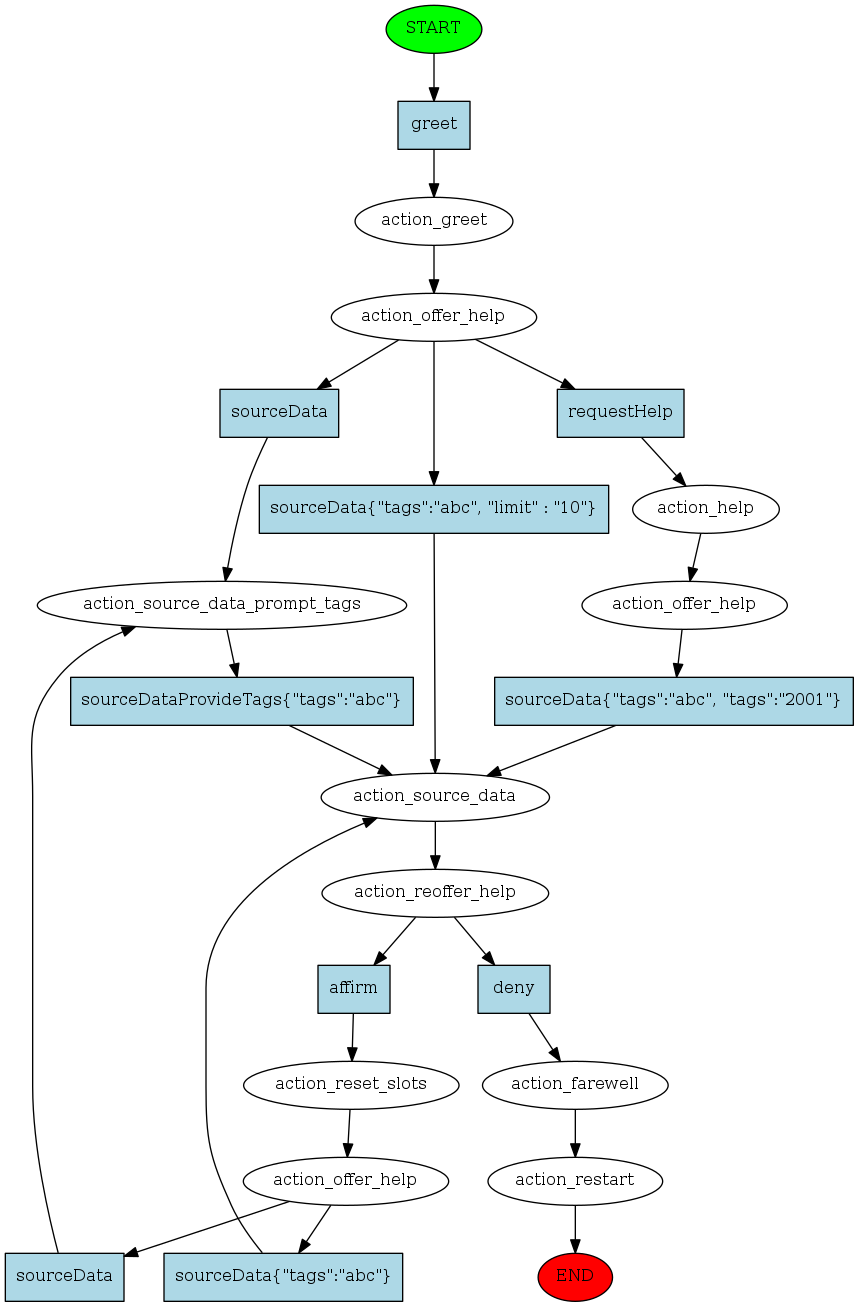 START
greet
action_greet
action_offer_help
sourceData
requestHelp
sourceData{"tags":"abc", "limit" : "10"}
action_help
action_source_data_prompt_tags
action_offer_help
sourceDataProvideTags{"tags":"abc"}
sourceData{"tags":"abc", "tags":"2001"}
action_source_data
action_reoffer_help
affirm
deny
action_reset_slots
action_farewell
action_offer_help
action_restart
sourceData
sourceData{"tags":"abc"}
END